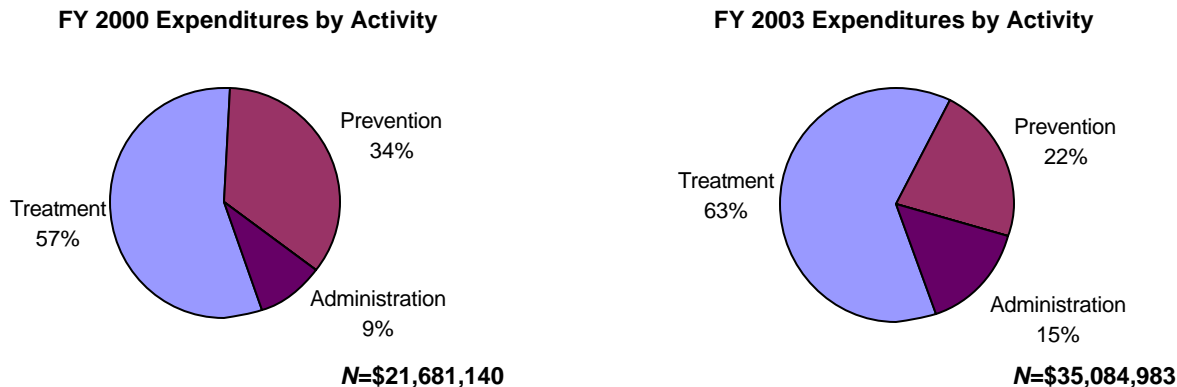 FY 2000 Expenditures by Activity
Prevention
34%
Treatment
57%
Administration
9%
N=$21,681,140
FY 2003 Expenditures by Activity
Prevention
22%
Treatment
63%
Administration
15%
N=$35,084,983